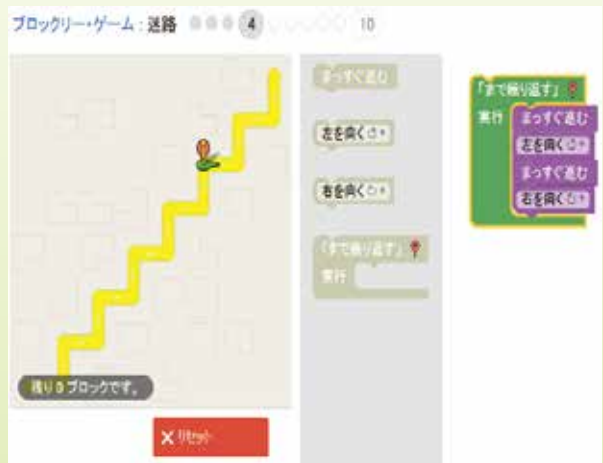 ブロックリー・ゲーム : 迷路 4 10
まっすぐ進む
左を向く
右を向く
「まで繰り返す」
実行
「まで繰り返す」
実行 まっすぐ進む
左を向く
まっすぐ進む
右を向く
残り 0 ブロックです。
× リセット